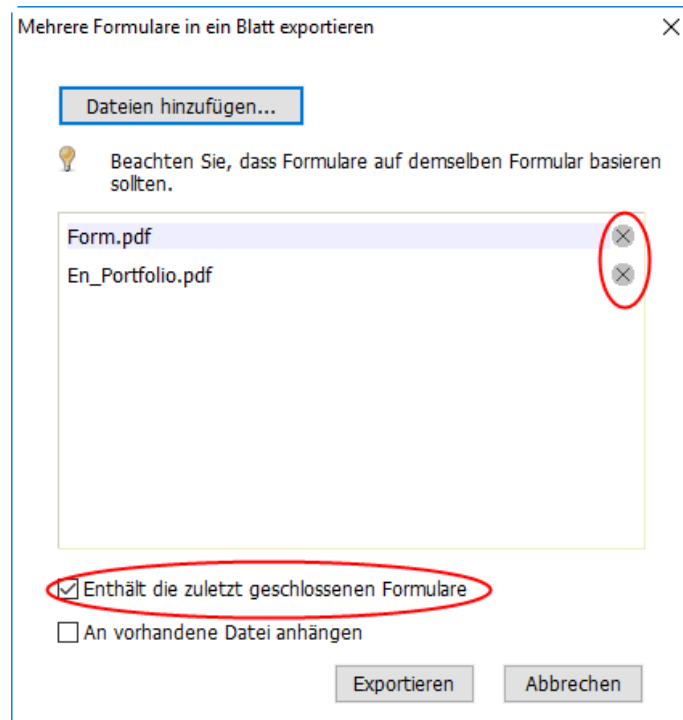 Mehrere Formulare in ein Blatt exportieren
Dateien hinzufügen...
Beachten Sie, dass Formulare auf demselben Formular basieren
sollten.
Form.pdf
En_Portfolio.pdf
Enthält die zuletzt geschlossenen Formulare
An vorhandene Datei anhängen
Exportieren
Abbrechen